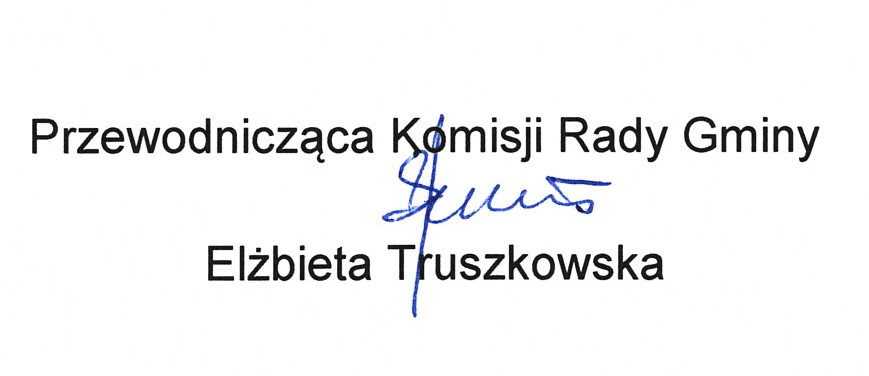 Przewodnicząca Komisji Rady Gminy
Elżbieta Truszkowska